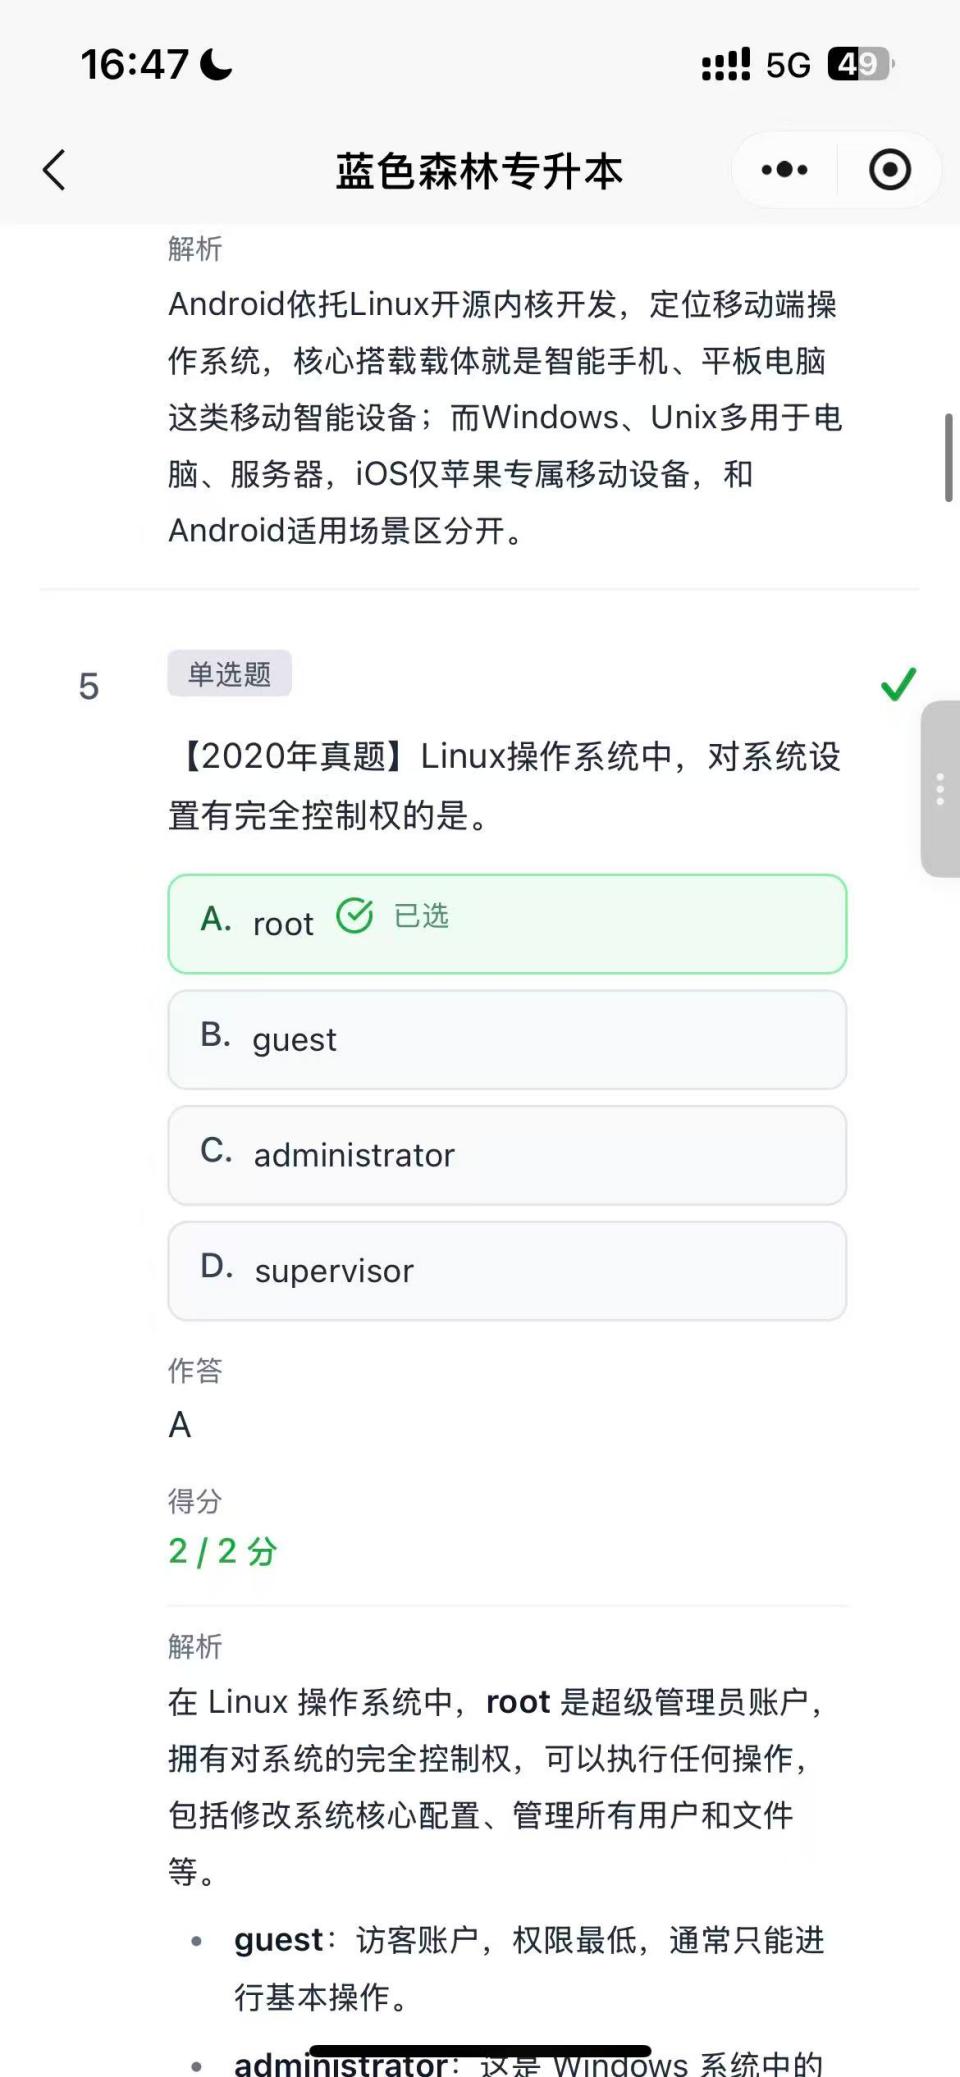 16:47
5G
49
蓝色森林专升本
解析
Android依托Linux开源内核开发，定位移动端操
作系统，核心搭载载体就是智能手机、平板电脑
这类移动智能设备；而Windows、Unix多用于电
脑、服务器，iOS仅苹果专属移动设备，和
Android适用场景区分开。
5
单选题
【2020年真题】Linux操作系统中，对系统设
置有完全控制权的是。
A. root 已选
B. guest
C. administrator
D. supervisor
作答
A
得分
2 / 2 分
解析
在 Linux 操作系统中，root 是超级管理员账户，
拥有对系统的完全控制权，可以执行任何操作，
包括修改系统核心配置、管理所有用户和文件
等。
• guest：访客账户，权限最低，通常只能进
行基本操作。
• administrator：这是 Windows 系统中的